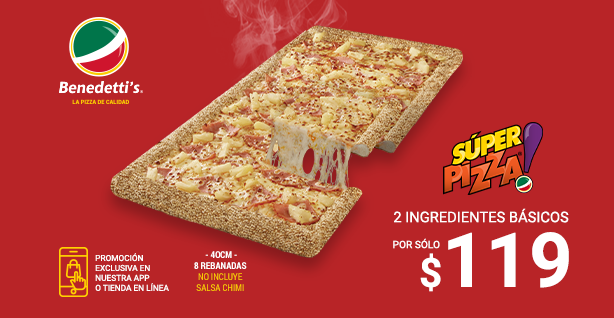 Benedetti's®
LA PIZZA DE CALIDAD
SÚPER
PIZZA!
2 INGREDIENTES BÁSICOS
POR SÓLO
$119
PROMOCIÓN
EXCLUSIVA EN
NUESTRA APP
O TIENDA EN LÍNEA
- 40CM -
8 REBANADAS
NO INCLUYE
SALSA CHIMI